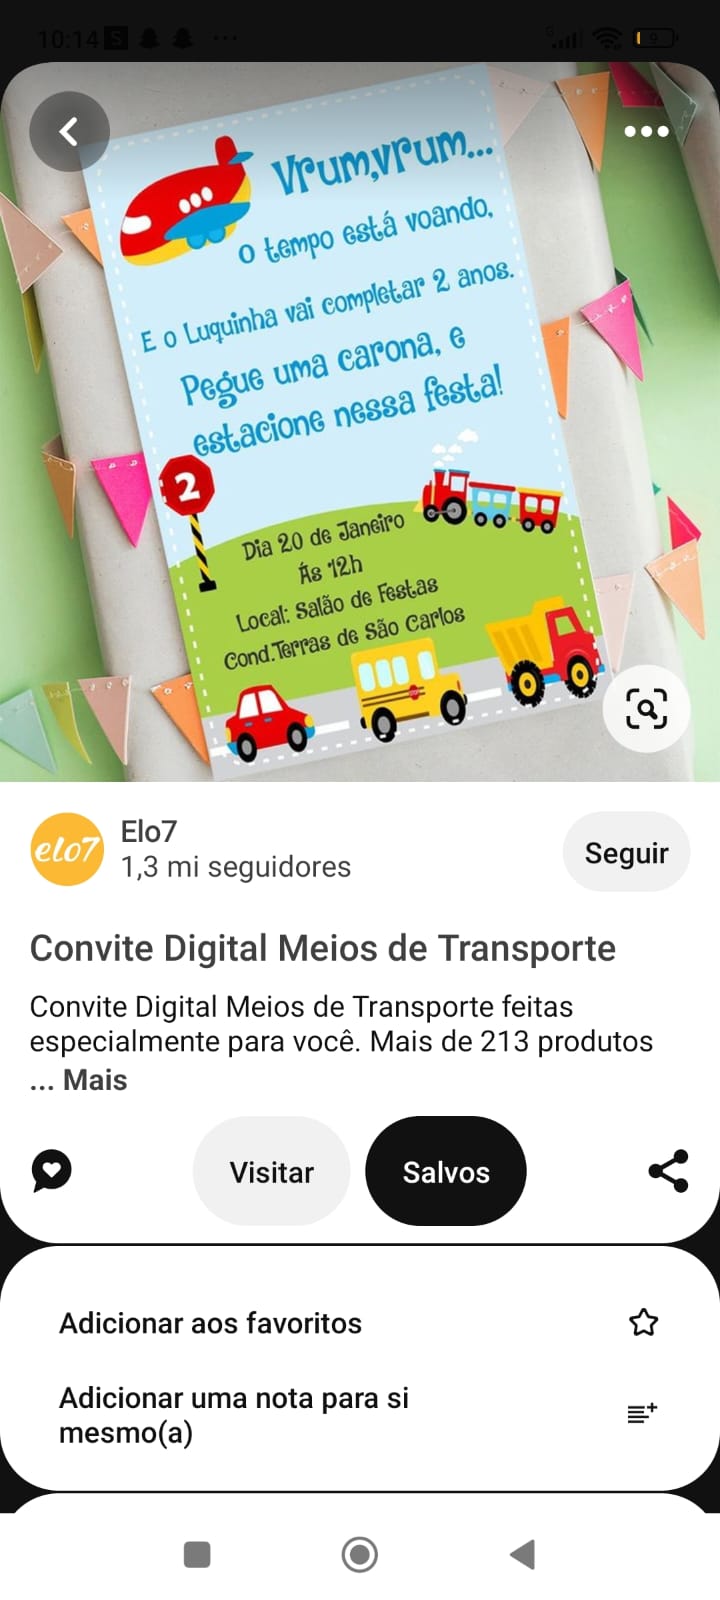 10:14 S ...
9
Vrum,vrum...
o tempo está voando,
E o Luquinha vai completar 2 anos.
Pegue uma carona, e
estacione nessa festa!
2
Dia 20 de Janeiro
Ás 12h
Local: Salão de Festas
Cond.Terras de São Carlos
elo7
Elo7
1,3 mi seguidores
Seguir
Convite Digital Meios de Transporte
Convite Digital Meios de Transporte feitas
especialmente para você. Mais de 213 produtos
... Mais
Visitar
Salvos
Adicionar aos favoritos
Adicionar uma nota para si
mesmo(a)